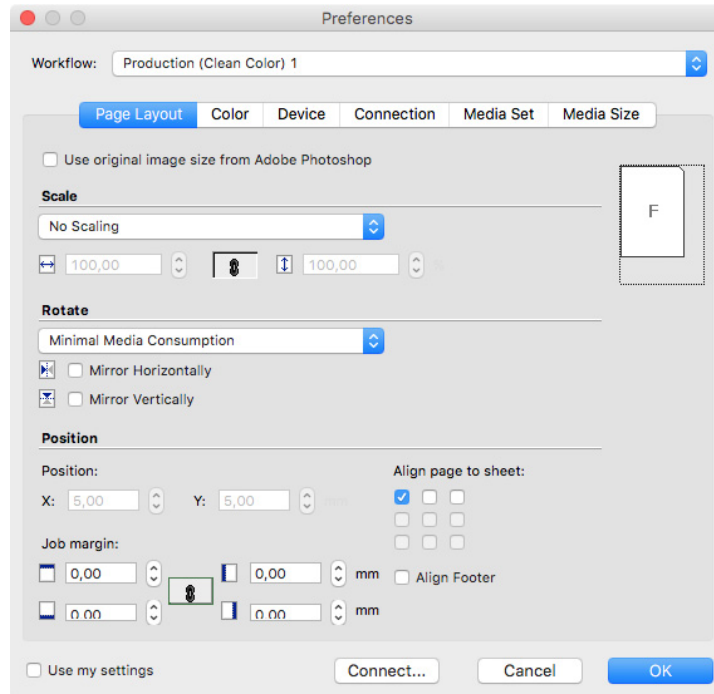 Preferences
Workflow: Production (Clean Color) 1
Page Layout Color Device Connection Media Set Media Size
Use original image size from Adobe Photoshop
F
Scale
No Scaling
100,00 100,00 %
Rotate
Minimal Media Consumption
Mirror Horizontally
Mirror Vertically
Position
Position: Align page to sheet:
X: 5,00 Y: 5,00
Job margin:
0,00 0,00 mm Align Footer
0,00 0,00 mm
Use my settings Connect... Cancel OK